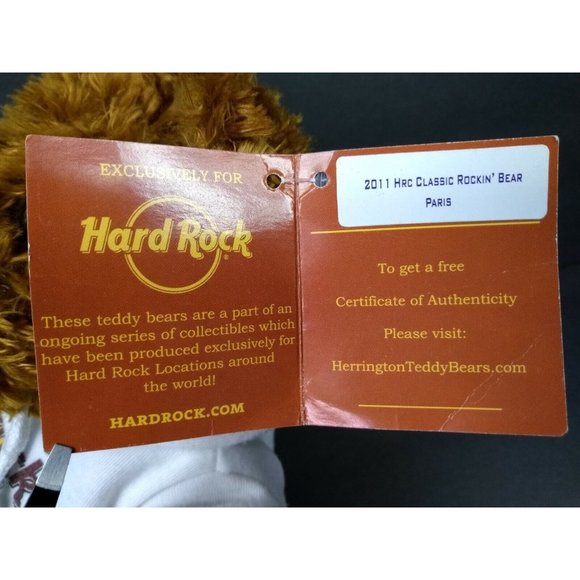 EXCLUSIVELY FOR
Hard Rock
These teddy bears are a part of an
ongoing series of collectibles which
have been produced exclusively for
Hard Rock Locations around
the world!
HARDROCK.COM
2011 HRC CLASSIC ROCKIN' BEAR
PARIS
To get a free
Certificate of Authenticity
Please visit:
HerringtonTeddyBears.com